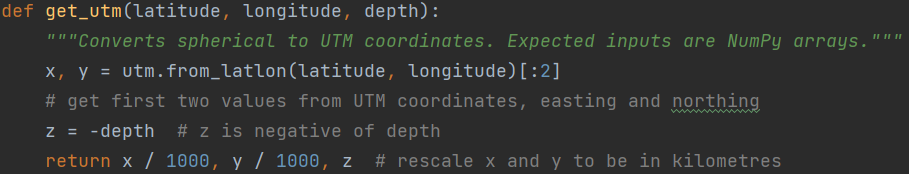 def get_utm(latitude, longitude, depth):
    """Converts spherical to UTM coordinates. Expected inputs are NumPy arrays."""
    x, y = utm.from_latlon(latitude, longitude)[:2]
    # get first two values from UTM coordinates, easting and northing
    z = -depth  # z is negative of depth
    return x / 1000, y / 1000, z  # rescale x and y to be in kilometres